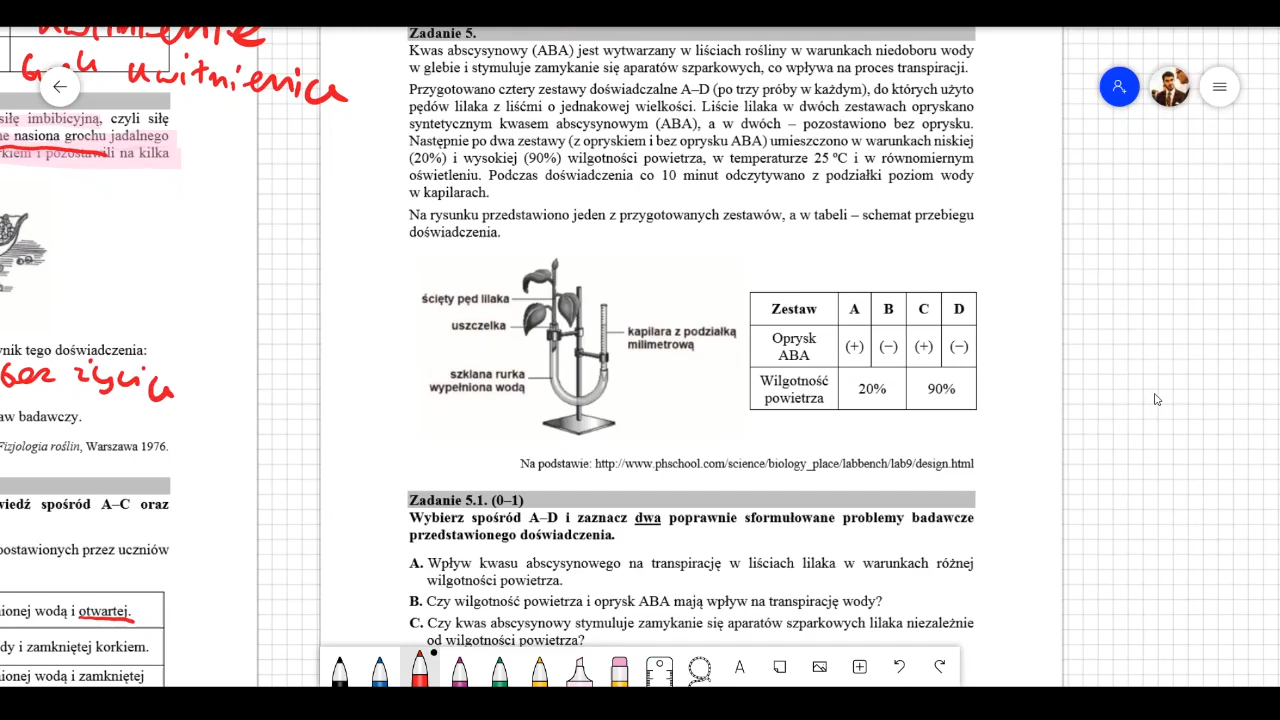 uwitnienie
brak uwitnienia
siłę imbibicyjną, czyli siłę
nasiona grochu jadalnego
i pozostawili na kilka
tego doświadczenia:
bez życia
badawczy.
Fizjologia roślin, Warszawa 1976.
spośród A–C oraz
przez uczniów
wodą i otwartej.
i zamkniętej korkiem.
wodą i zamkniętej
Zadanie 5.
Kwas abscysynowy (ABA) jest wytwarzany w liściach rośliny w warunkach niedoboru wody
w glebie i stymuluje zamykanie się aparatów szparkowych, co wpływa na proces transpiracji.
Przygotowano cztery zestawy doświadczalne A–D (po trzy próby w każdym), do których użyto
pędów lilaka z liśćmi o jednakowej wielkości. Liście lilaka w dwóch zestawach opryskano
syntetycznym kwasem abscysynowym (ABA), a w dwóch – pozostawiono bez oprysku.
Następnie po dwa zestawy (z opryskiem i bez oprysku ABA) umieszczono w warunkach niskiej
(20%) i wysokiej (90%) wilgotności powietrza, w temperaturze 25 ºC i w równomiernym
oświetleniu. Podczas doświadczenia co 10 minut odczytywano z podziałki poziom wody
w kapilarach.
Na rysunku przedstawiono jeden z przygotowanych zestawów, a w tabeli – schemat przebiegu
doświadczenia.
ścięty pęd lilaka
uszczelka
kapilara z podziałką
milimetrową
szklana rurka
wypełniona wodą
Zestaw A B C D
Oprysk
ABA
(+) (−) (+) (−)
Wilgotność
powietrza
20% 90%
Na podstawie: http://www.phschool.com/science/biology_place/labbench/lab9/design.html
Zadanie 5.1. (0–1)
Wybierz spośród A–D i zaznacz dwa poprawnie sformułowane problemy badawcze
przedstawionego doświadczenia.
A. Wpływ kwasu abscysynowego na transpirację w liściach lilaka w warunkach różnej
wilgotności powietrza.
B. Czy wilgotność powietrza i oprysk ABA mają wpływ na transpirację wody?
C. Czy kwas abscysynowy stymuluje zamykanie się aparatów szparkowych lilaka niezależnie
od wilgotności powietrza?
A